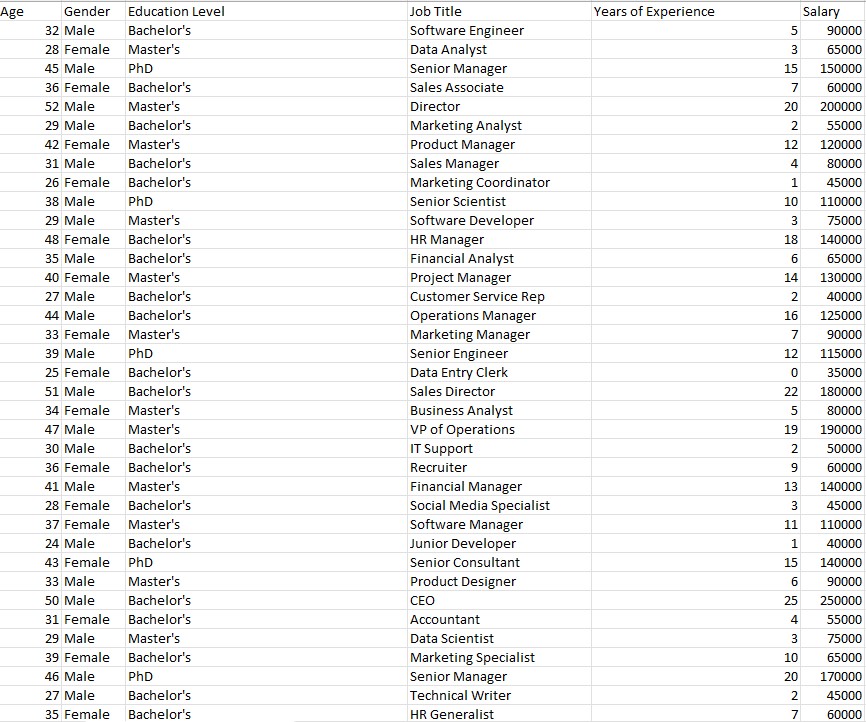 Age Gender Education Level Job Title Years of Experience Salary
32 Male Bachelor's Software Engineer 5 90000
28 Female Master's Data Analyst 3 65000
45 Male PhD Senior Manager 15 150000
36 Female Bachelor's Sales Associate 7 60000
52 Male Master's Director 20 200000
29 Male Bachelor's Marketing Analyst 2 55000
42 Female Master's Product Manager 12 120000
31 Male Bachelor's Sales Manager 4 80000
26 Female Bachelor's Marketing Coordinator 1 45000
38 Male PhD Senior Scientist 10 110000
29 Male Master's Software Developer 3 75000
48 Female Bachelor's HR Manager 18 140000
35 Male Bachelor's Financial Analyst 6 65000
40 Female Master's Project Manager 14 130000
27 Male Bachelor's Customer Service Rep 2 40000
44 Male Bachelor's Operations Manager 16 125000
33 Female Master's Marketing Manager 7 90000
39 Male PhD Senior Engineer 12 115000
25 Female Bachelor's Data Entry Clerk 0 35000
51 Male Bachelor's Sales Director 22 180000
34 Female Master's Business Analyst 5 80000
47 Male Master's VP of Operations 19 190000
30 Male Bachelor's IT Support 2 50000
36 Female Bachelor's Recruiter 9 60000
41 Male Master's Financial Manager 13 140000
28 Female Bachelor's Social Media Specialist 3 45000
37 Female Master's Software Manager 11 110000
24 Male Bachelor's Junior Developer 1 40000
43 Female PhD Senior Consultant 15 140000
33 Male Master's Product Designer 6 90000
50 Male Bachelor's CEO 25 250000
31 Female Bachelor's Accountant 4 55000
29 Male Master's Data Scientist 3 75000
39 Female Bachelor's Marketing Specialist 10 65000
46 Male PhD Senior Manager 20 170000
27 Male Bachelor's Technical Writer 2 45000
35 Female Bachelor's HR Generalist 7 60000